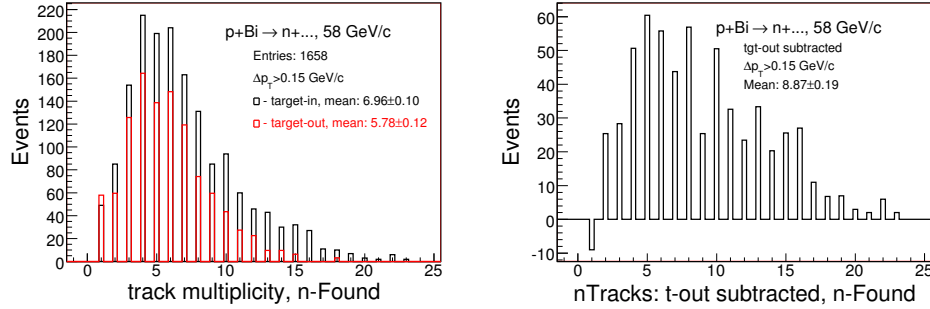 p+Bi → n+..., 58 GeV/c
Entries: 1658
Δp_T>0.15 GeV/c
- target-in, mean: 6.96±0.10
- target-out, mean: 5.78±0.12
Events
220
200
180
160
140
120
100
80
60
40
20
0
0 5 10 15 20 25
track multiplicity, n-Found
p+Bi → n+..., 58 GeV/c
tgt-out subtracted
Δp_T>0.15 GeV/c
Mean: 8.87±0.19
Events
60
50
40
30
20
10
0
-10
0 5 10 15 20 25
nTracks: t-out subtracted, n-Found